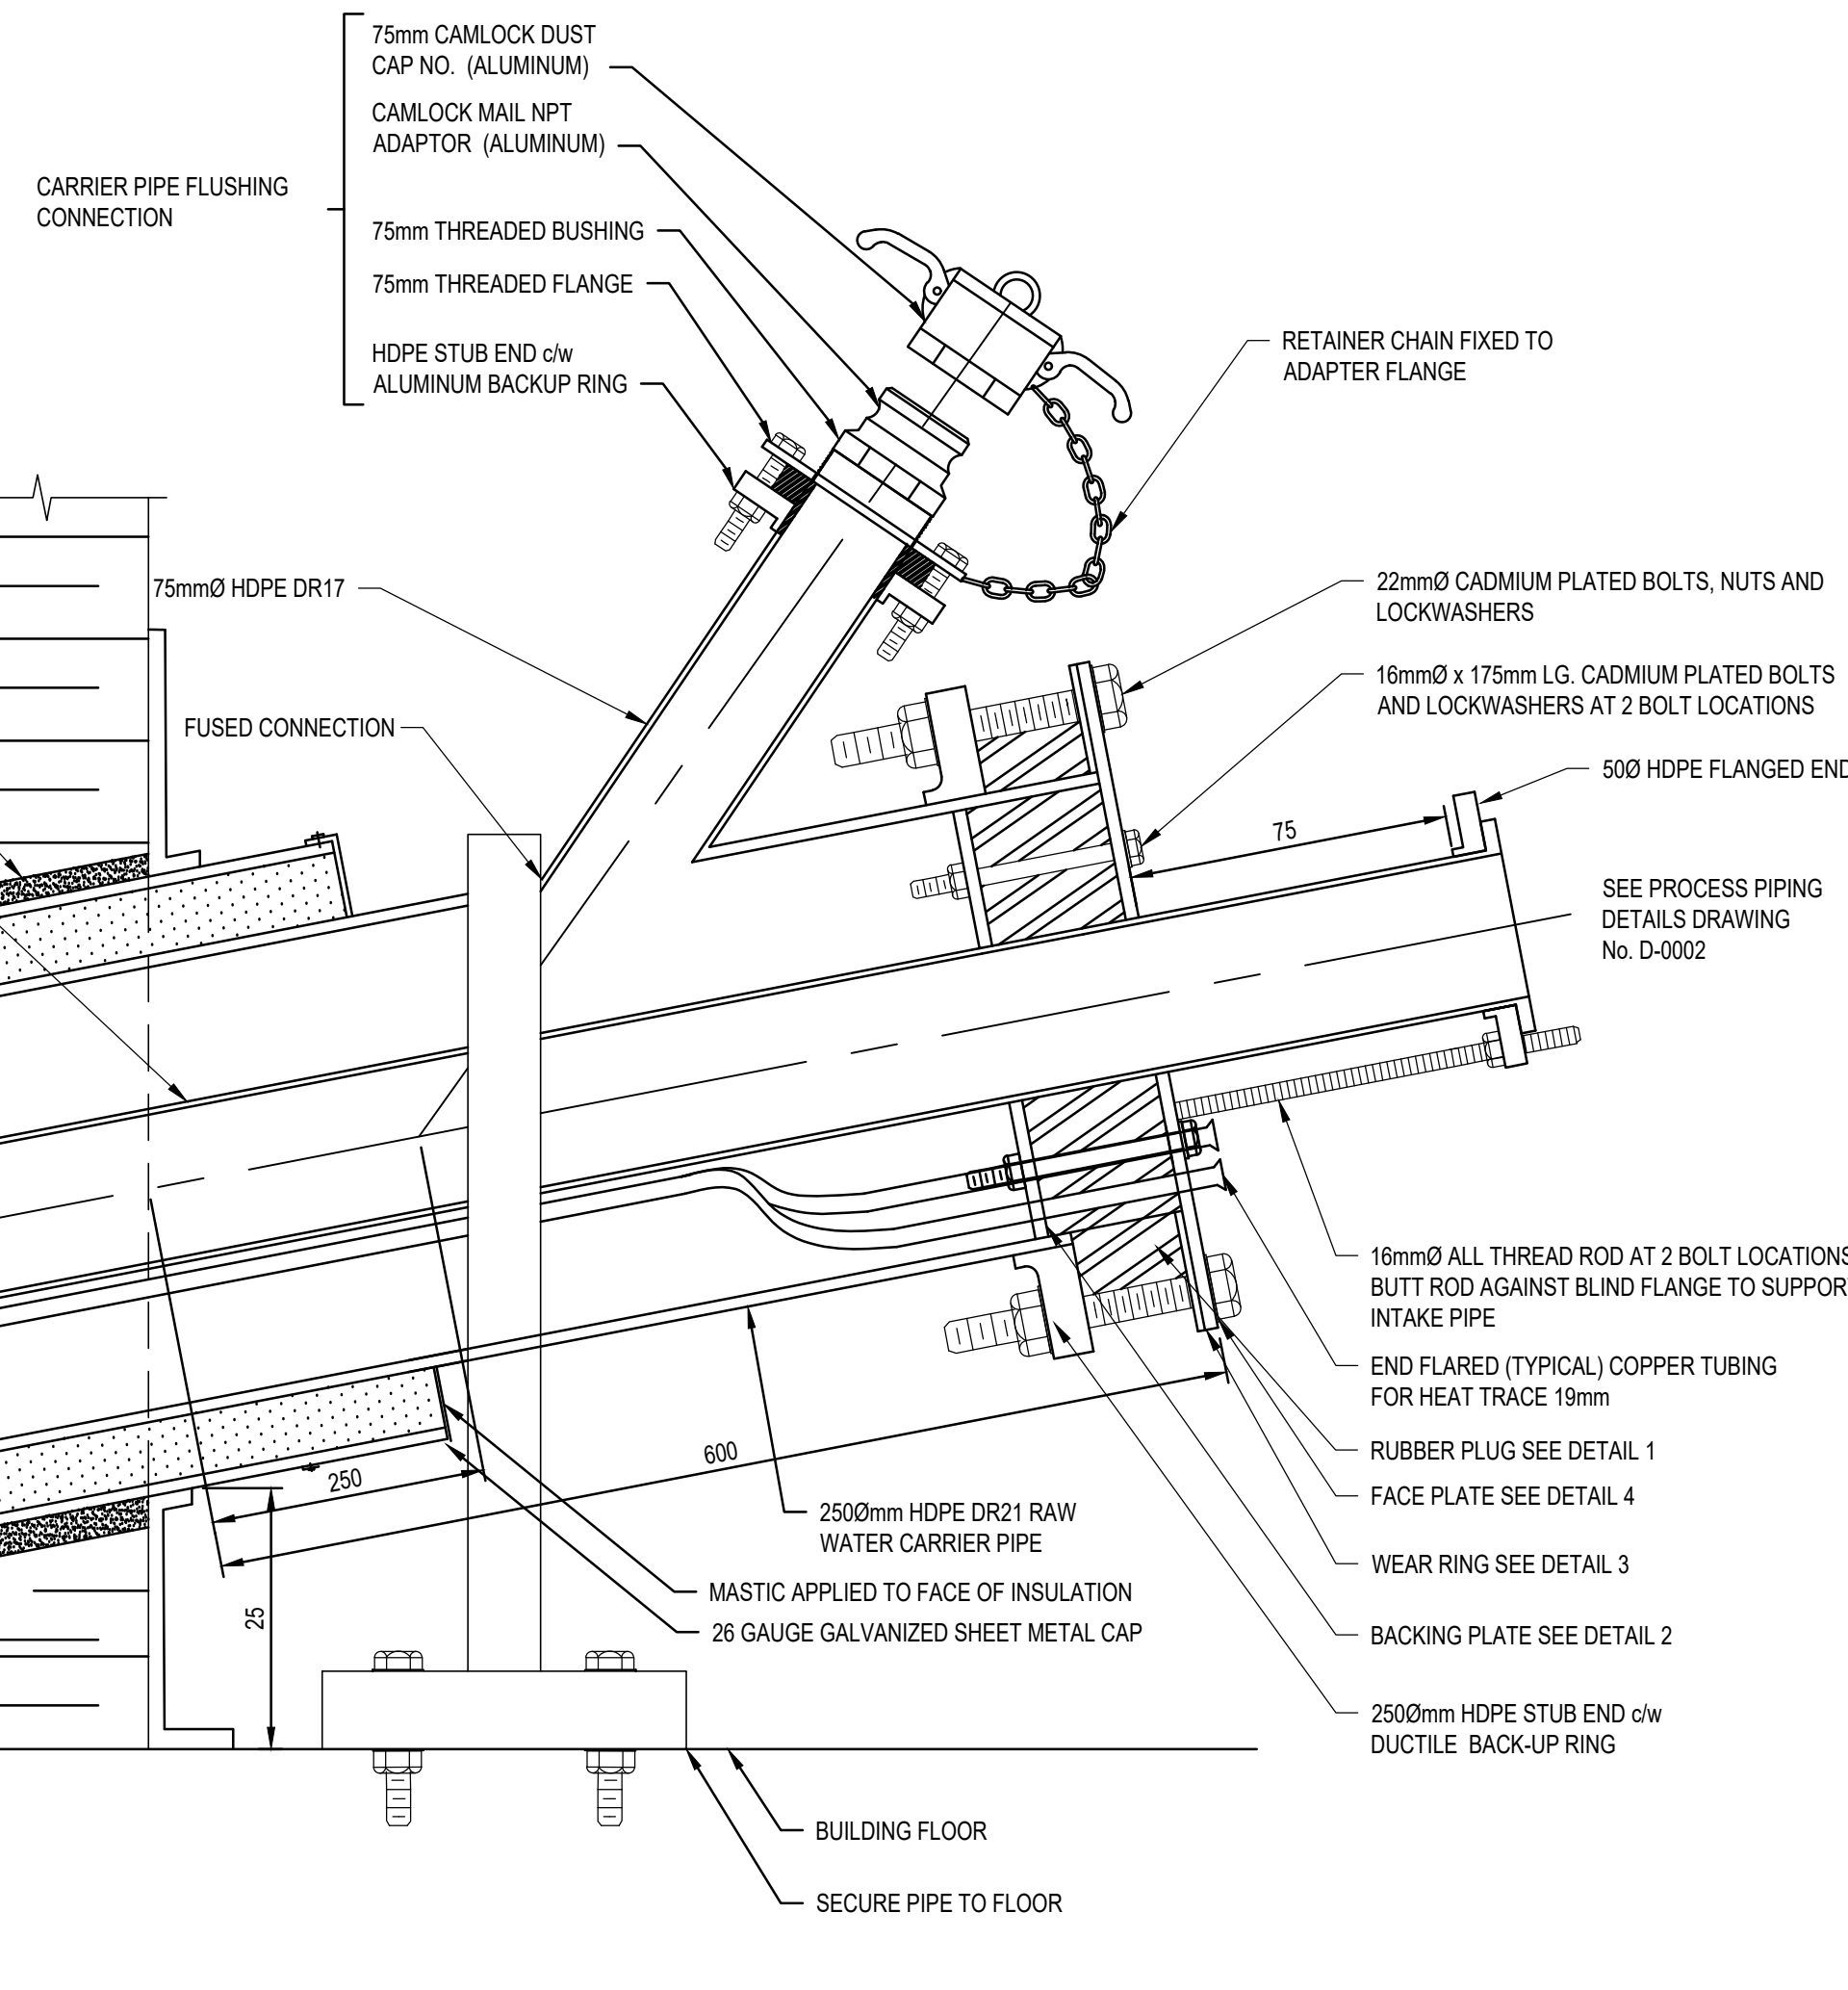 75mm CAMLOCK DUST
CAP NO. (ALUMINUM)
CAMLOCK MAIL NPT
ADAPTOR (ALUMINUM)
CARRIER PIPE FLUSHING
CONNECTION
75mm THREADED BUSHING
75mm THREADED FLANGE
HDPE STUB END c/w
ALUMINUM BACKUP RING
RETAINER CHAIN FIXED TO
ADAPTER FLANGE
75mmØ HDPE DR17
22mmØ CADMIUM PLATED BOLTS, NUTS AND
LOCKWASHERS
16mmØ x 175mm LG. CADMIUM PLATED BOLTS
AND LOCKWASHERS AT 2 BOLT LOCATIONS
FUSED CONNECTION
50Ø HDPE FLANGED END
75
SEE PROCESS PIPING
DETAILS DRAWING
No. D-0002
16mmØ ALL THREAD ROD AT 2 BOLT LOCATIONS
BUTT ROD AGAINST BLIND FLANGE TO SUPPOR
INTAKE PIPE
END FLARED (TYPICAL) COPPER TUBING
FOR HEAT TRACE 19mm
RUBBER PLUG SEE DETAIL 1
FACE PLATE SEE DETAIL 4
WEAR RING SEE DETAIL 3
BACKING PLATE SEE DETAIL 2
250Ømm HDPE STUB END c/w
DUCTILE BACK-UP RING
600
250
25
250Ømm HDPE DR21 RAW
WATER CARRIER PIPE
MASTIC APPLIED TO FACE OF INSULATION
26 GAUGE GALVANIZED SHEET METAL CAP
BUILDING FLOOR
SECURE PIPE TO FLOOR